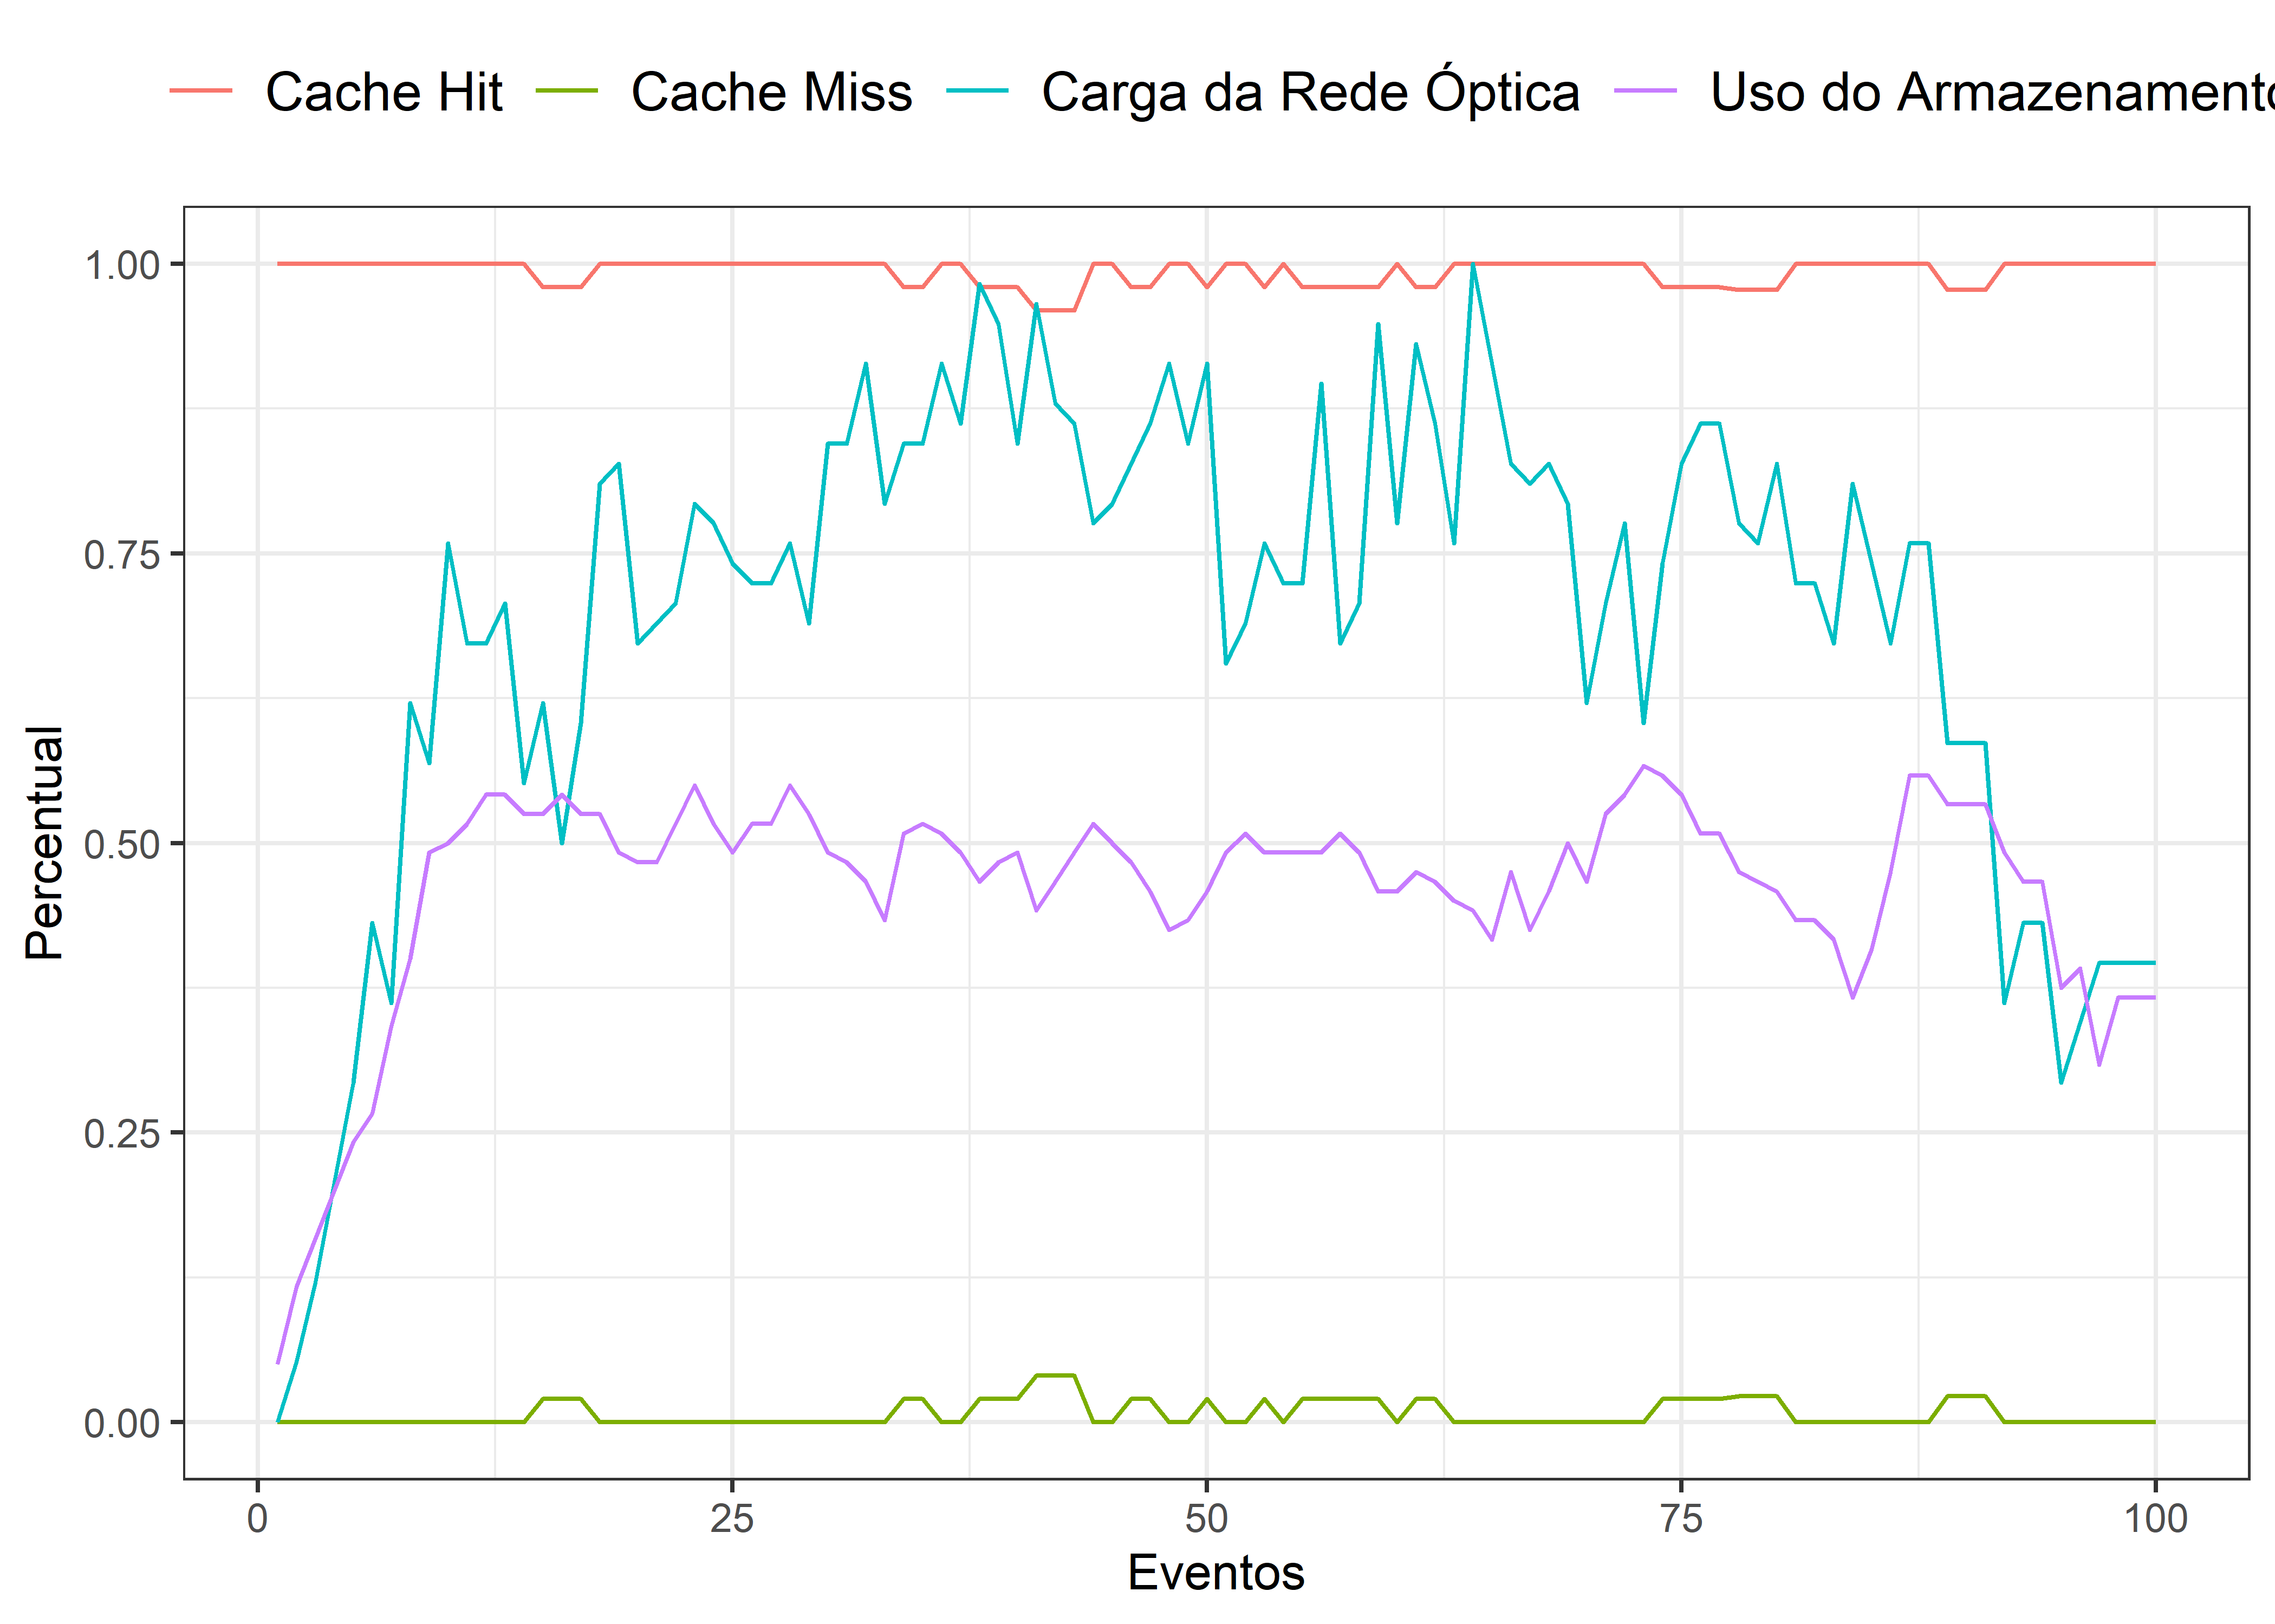 Cache Hit Cache Miss Carga da Rede Óptica Uso do Armazenamento
1.00
0.75
0.50
0.25
0.00
Percentual
0 25 50 75 100
Eventos